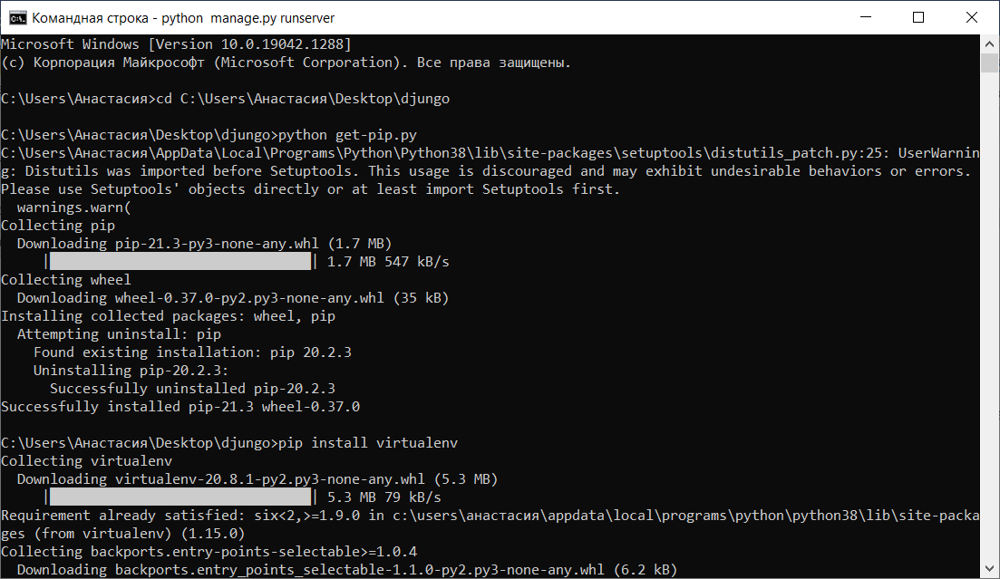 Командная строка - python  manage.py runserver
Microsoft Windows [Version 10.0.19042.1288]
(c) Корпорация Майкрософт (Microsoft Corporation). Все права защищены.
C:\Users\Анастасия>cd C:\Users\Анастасия\Desktop\djungo
C:\Users\Анастасия\Desktop\djungo>python get-pip.py
C:\Users\Анастасия\AppData\Local\Programs\Python\Python38\lib\site-packages\setuptools\distutils_patch.py:25: UserWarnin
g: Distutils was imported before Setuptools. This usage is discouraged and may exhibit undesirable behaviors or errors.
Please use Setuptools' objects directly or at least import Setuptools first.
  warnings.warn(
Collecting pip
  Downloading pip-21.3-py3-none-any.whl (1.7 MB)
     |████████████████████████████████| 1.7 MB 547 kB/s
Collecting wheel
  Downloading wheel-0.37.0-py2.py3-none-any.whl (35 kB)
Installing collected packages: wheel, pip
  Attempting uninstall: pip
    Found existing installation: pip 20.2.3
    Uninstalling pip-20.2.3:
      Successfully uninstalled pip-20.2.3
Successfully installed pip-21.3 wheel-0.37.0
C:\Users\Анастасия\Desktop\djungo>pip install virtualenv
Collecting virtualenv
  Downloading virtualenv-20.8.1-py2.py3-none-any.whl (5.3 MB)
     |████████████████████████████████| 5.3 MB 79 kB/s
Requirement already satisfied: six<2,>=1.9.0 in c:\users\анастасия\appdata\local\programs\python\python38\lib\site-packa
ges (from virtualenv) (1.15.0)
Collecting backports.entry-points-selectable>=1.0.4
  Downloading backports.entry_points_selectable-1.1.0-py2.py3-none-any.whl (6.2 kB)